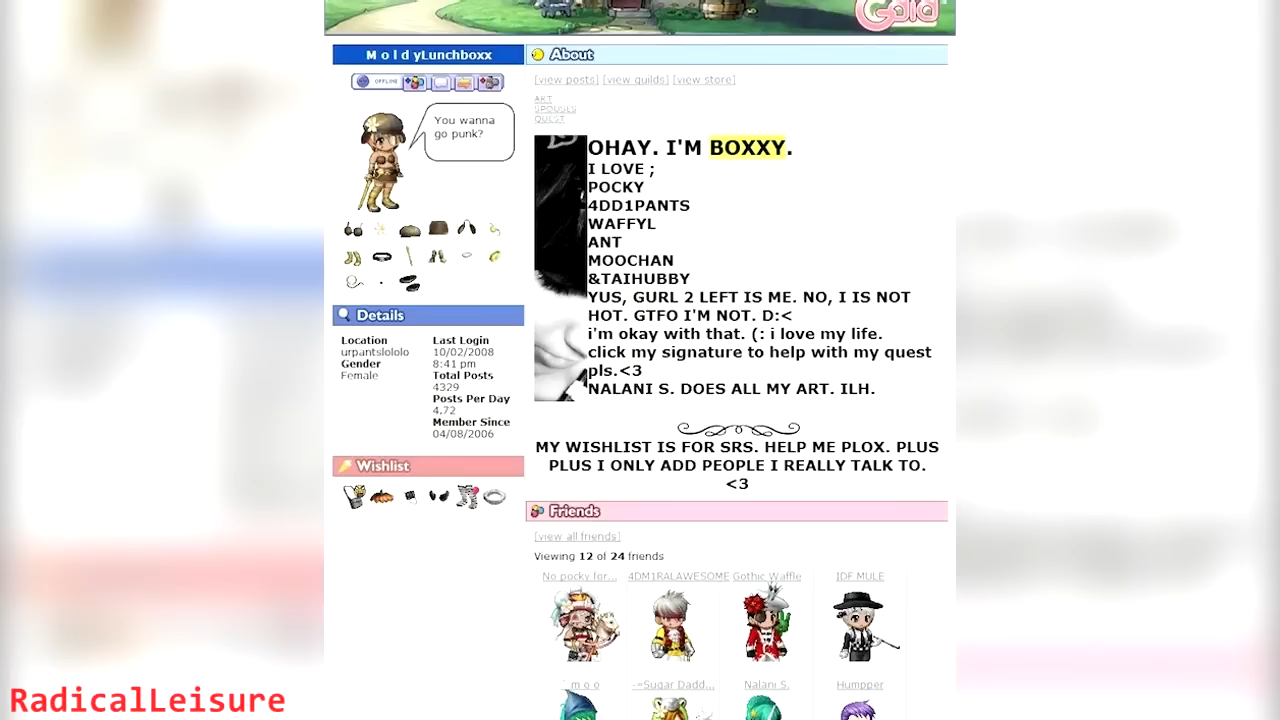 Gaia
M o l d yLunchboxx
OFFLINE
You wanna
go punk?
Details
Location
urpantslololo
Gender
Female
Last Login
10/02/2008
8:41 pm
Total Posts
4329
Posts Per Day
4.72
Member Since
04/08/2006
Wishlist
About
[view posts] [view guilds] [view store]
ART
SPOUSES
QUEST
OHAY. I'M BOXXY.
I LOVE ;
POCKY
4DD1PANTS
WAFFYL
ANT
MOOCHAN
&TAIHUBBY
YUS, GURL 2 LEFT IS ME. NO, I IS NOT
HOT. GTFO I'M NOT. D:<
i'm okay with that. (: i love my life.
click my signature to help with my quest
pls.<3
NALANI S. DOES ALL MY ART. ILH.
MY WISHLIST IS FOR SRS. HELP ME PLOX. PLUS
PLUS I ONLY ADD PEOPLE I REALLY TALK TO.
<3
Friends
[view all friends]
Viewing 12 of 24 friends
No pocky for... 4DM1RALAWESOME Gothic Waffle IDF MULE
m o o -=Sugar Dadd... Nalani S. Humpper
RadicalLeisure